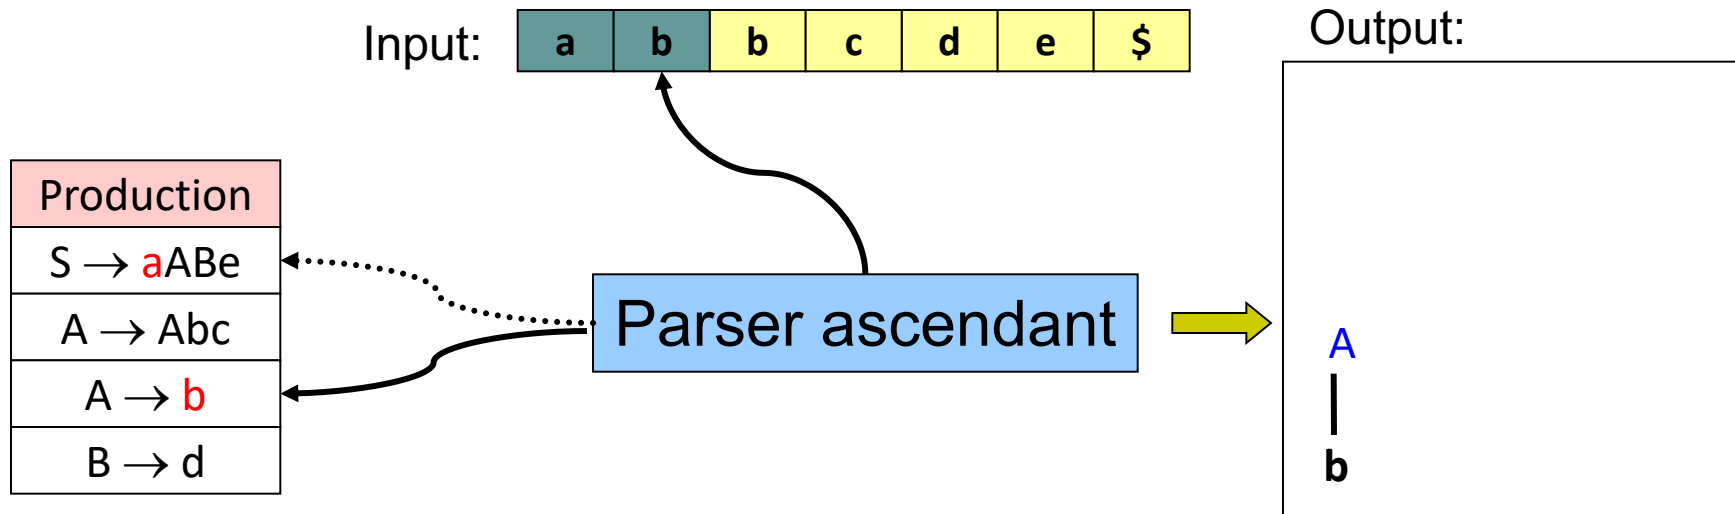 Input: a b b c d e $
Output:
Production
S → aABe
A → Abc
A → b
B → d
Parser ascendant
A
b